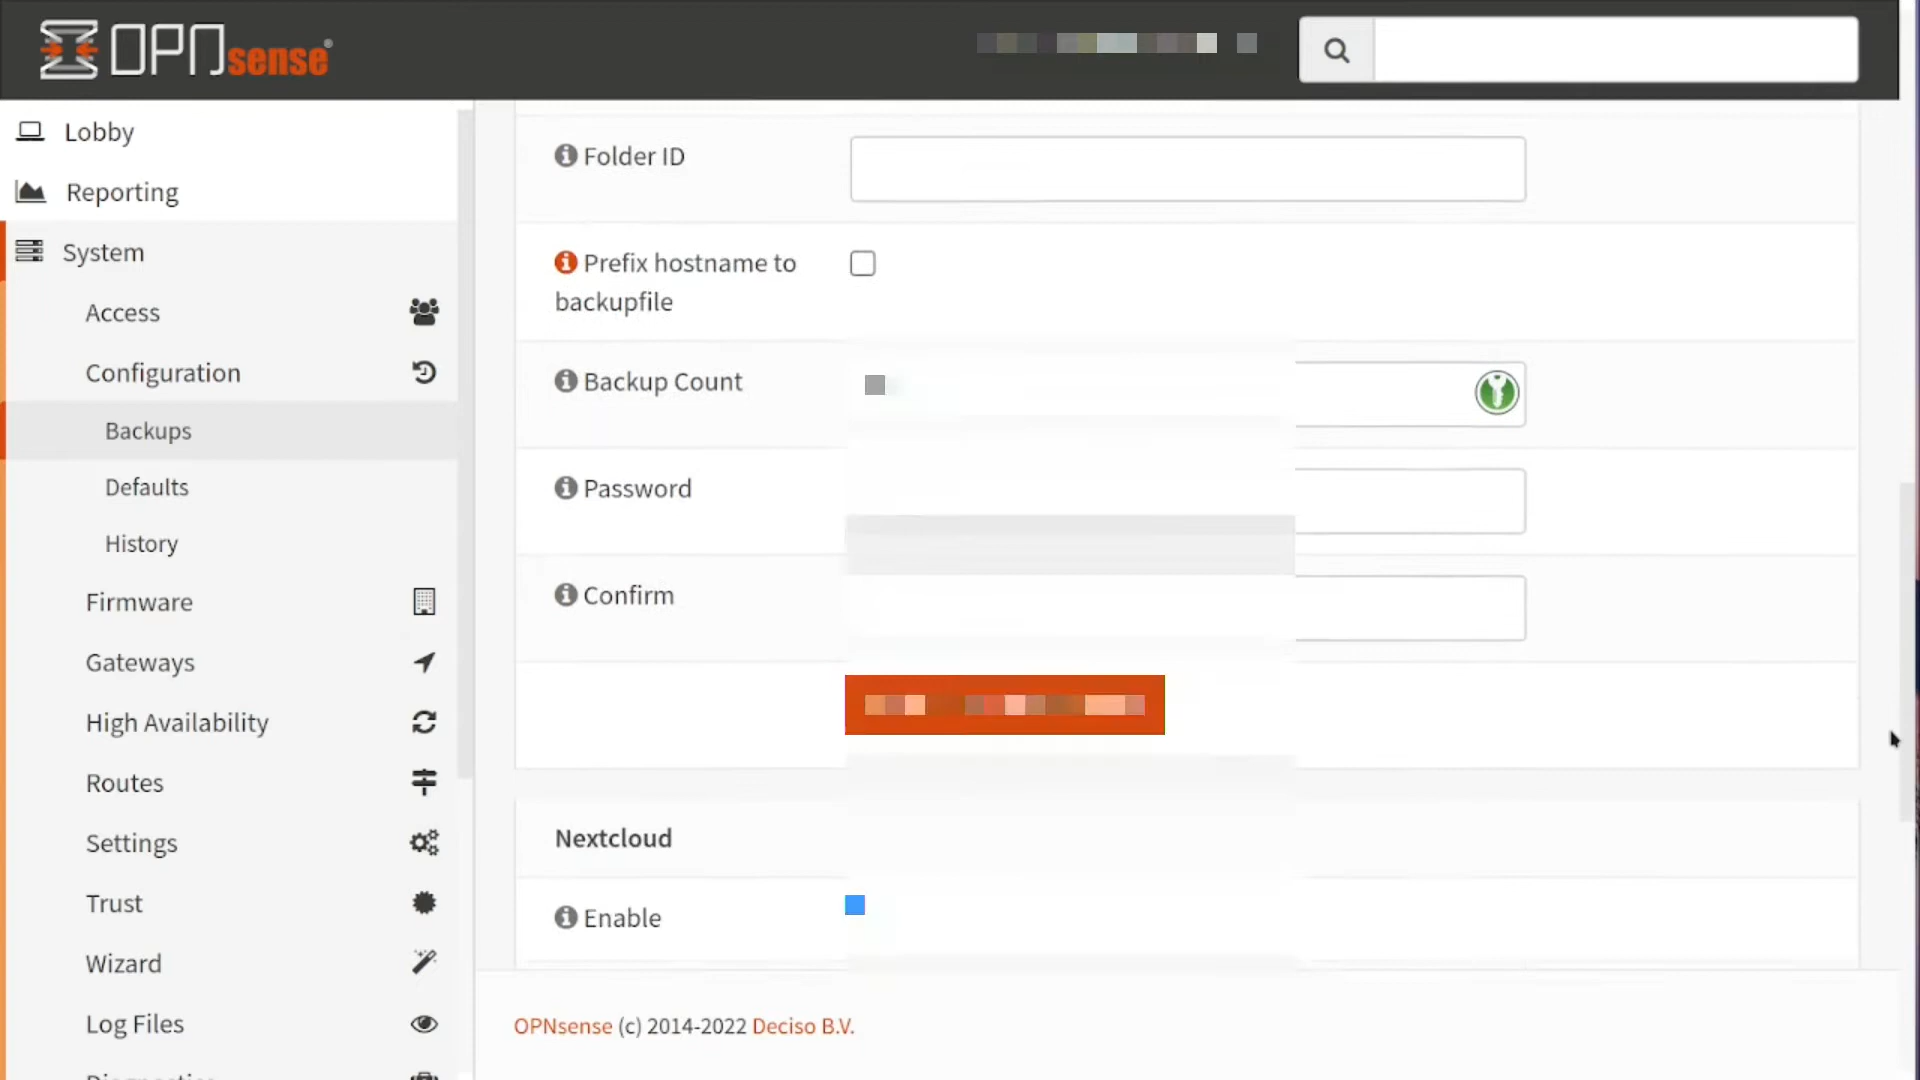 OPNsense®
Lobby
Reporting
System
Access
Configuration
Backups
Defaults
History
Firmware
Gateways
High Availability
Routes
Settings
Trust
Wizard
Log Files
Folder ID
Prefix hostname to
backupfile
Backup Count
Password
Confirm
Nextcloud
Enable
OPNsense (c) 2014-2022 Deciso B.V.